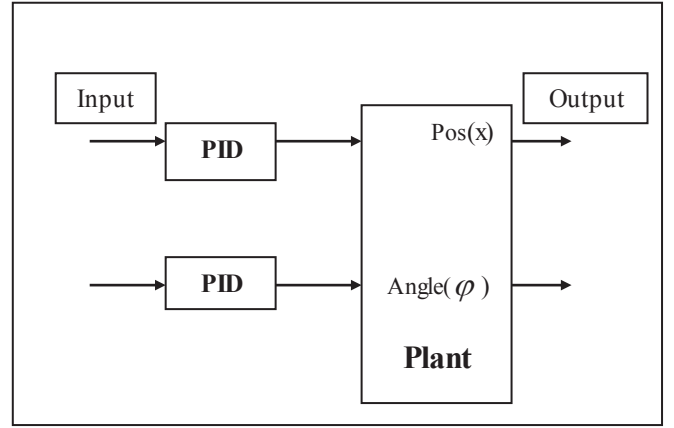 Input
Output
PID
Pos(x)
PID
Angle(φ)
Plant